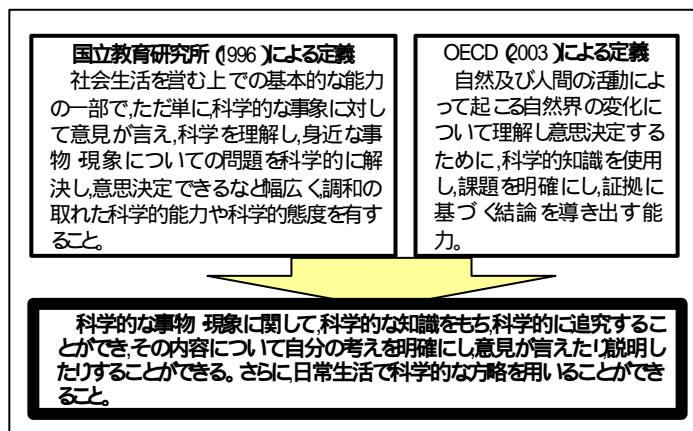 国立教育研究所(1996)による定義
社会生活を営む上での基本的な能力
の一部で,ただ単に,科学的な事象に対し
て意見が言え,科学を理解し,身近な事
物・現象についての問題を科学的に解
決し,意思決定できるなど幅広く,調和の
取れた科学的能力や科学的態度を有す
ること。
OECD(2003)による定義
自然及び人間の活動によ
って起こる自然界の変化に
ついて理解し,意思決定する
ために,科学的知識を使用
し,課題を明確にし,証拠に
基づく結論を導き出す能
力。
科学的な事物・現象に関して,科学的な知識をもち,科学的に追究するこ
とができ,その内容について自分の考えを明確にし,意見が言えたり,説明し
たりすることができる。さらに,日常生活で科学的な方略を用いることができ
ること。